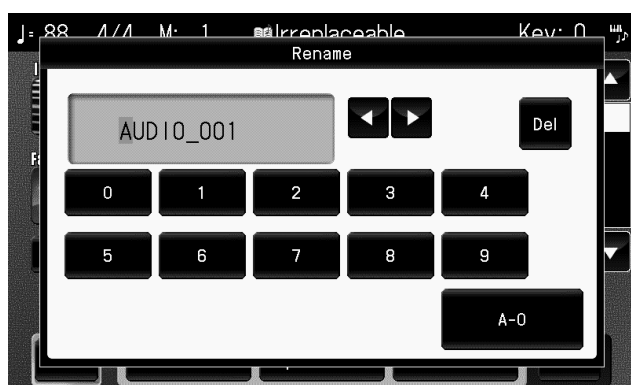 ♩= 88 4/4 M: 1 Irreplaceable Key: 0
Rename
AUDIO_001
Del
0 1 2 3 4
5 6 7 8 9
A-O